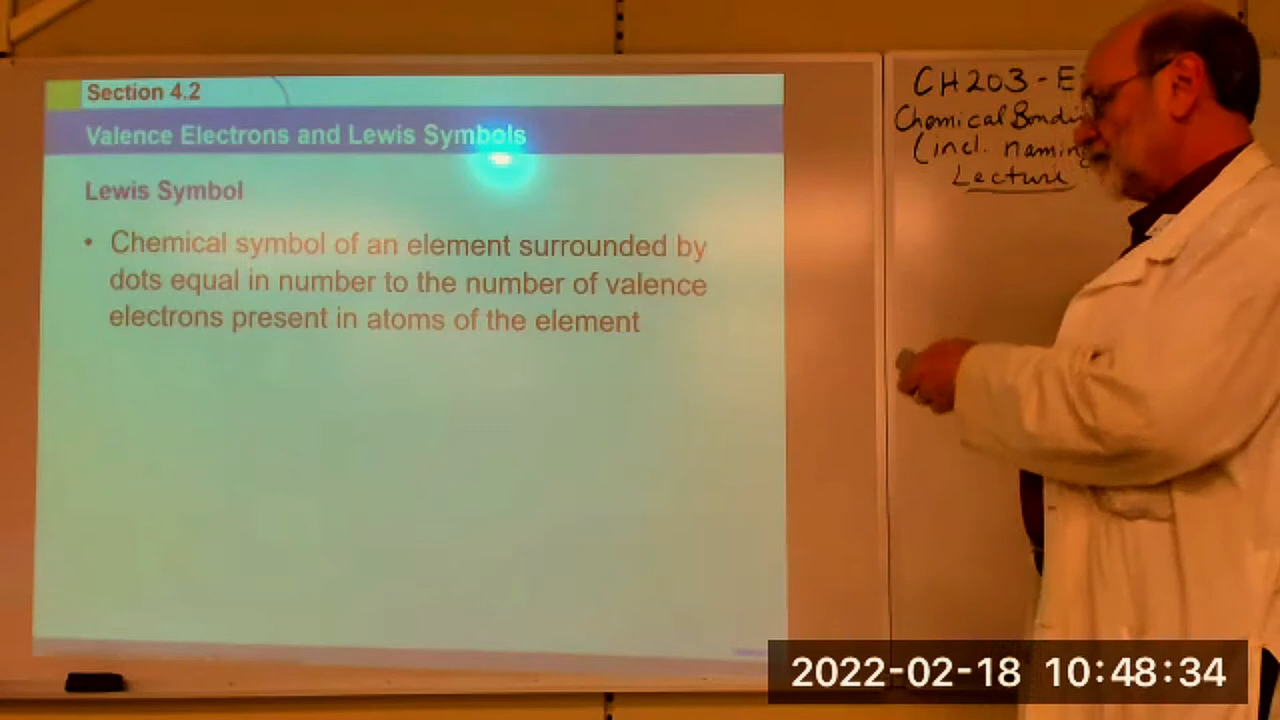 Section 4.2
Valence Electrons and Lewis Symbols
Lewis Symbol
• Chemical symbol of an element surrounded by
dots equal in number to the number of valence
electrons present in atoms of the element
CH203-E
Chemical
(incl.
Lecture
2022-02-18 10:48:34